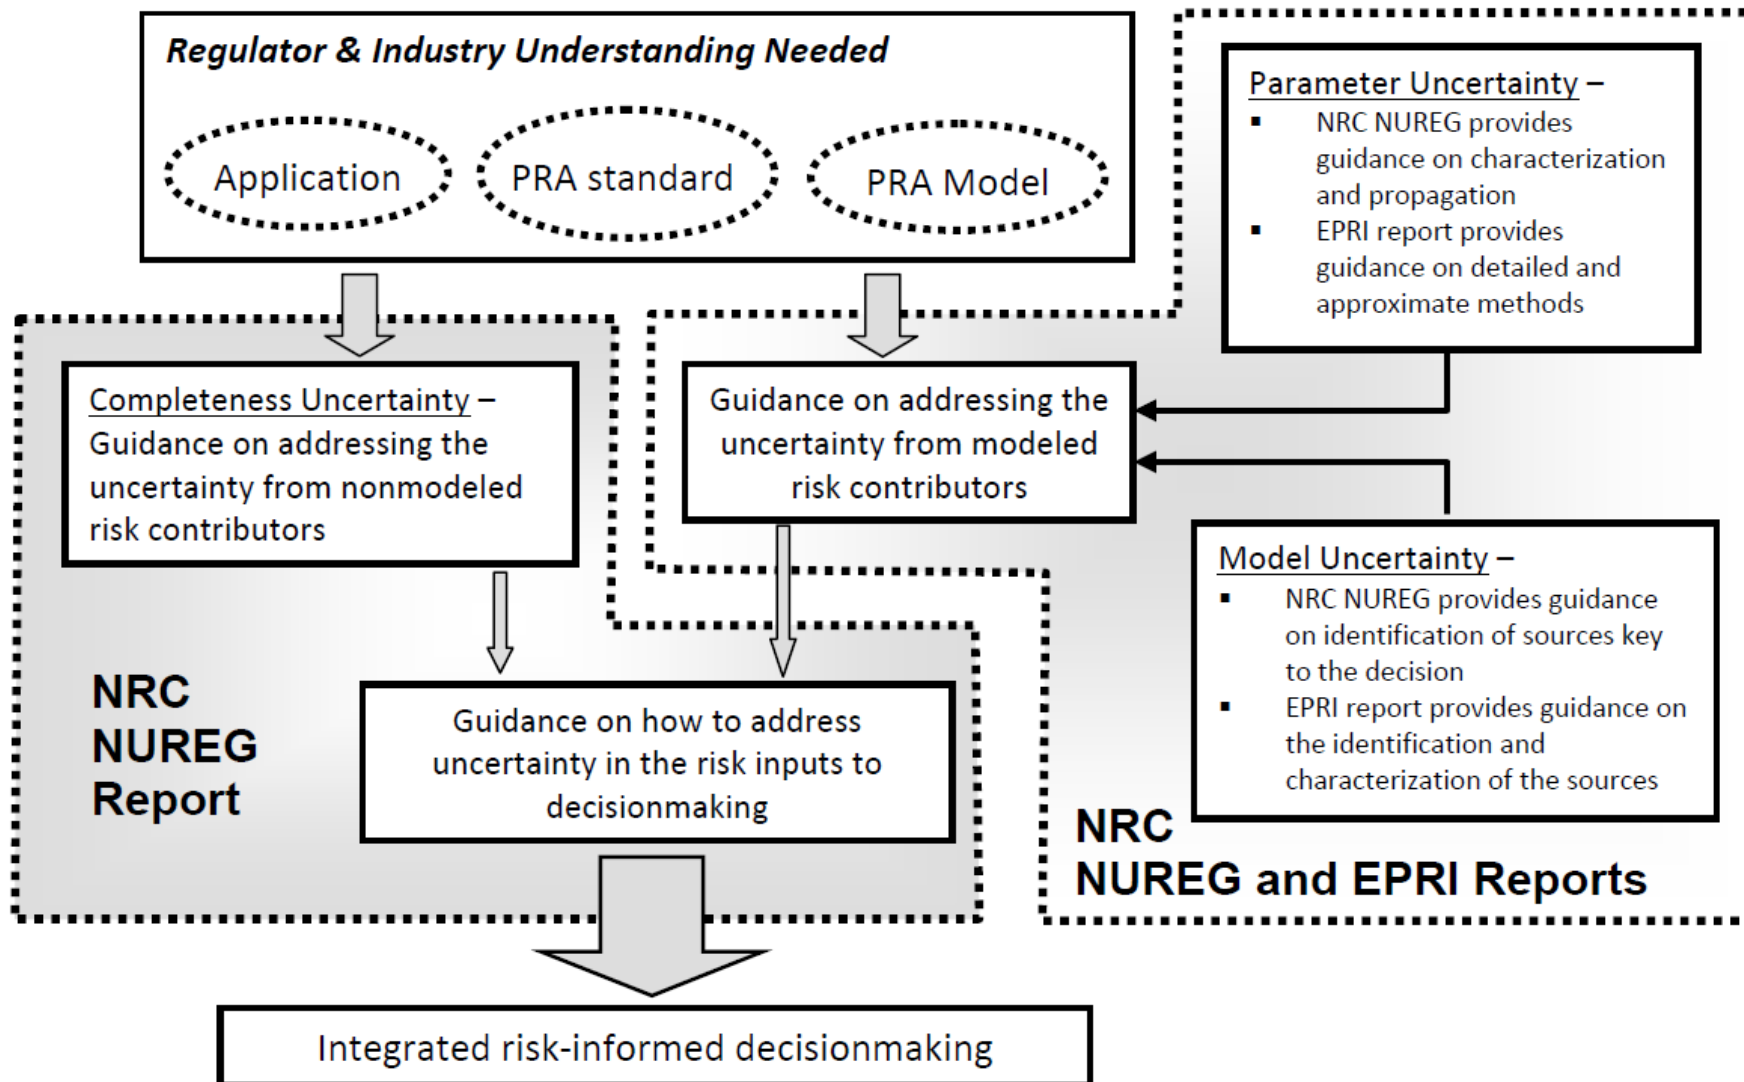 Regulator & Industry Understanding Needed
Application
PRA standard
PRA Model
Parameter Uncertainty –
▪ NRC NUREG provides
guidance on characterization
and propagation
▪ EPRI report provides
guidance on detailed and
approximate methods
Completeness Uncertainty –
Guidance on addressing the
uncertainty from nonmodeled
risk contributors
Guidance on addressing the
uncertainty from modeled
risk contributors
Model Uncertainty –
▪ NRC NUREG provides guidance
on identification of sources key
to the decision
▪ EPRI report provides guidance on
the identification and
characterization of the sources
NRC
NUREG
Report
Guidance on how to address
uncertainty in the risk inputs to
decisionmaking
NRC
NUREG and EPRI Reports
Integrated risk-informed decisionmaking